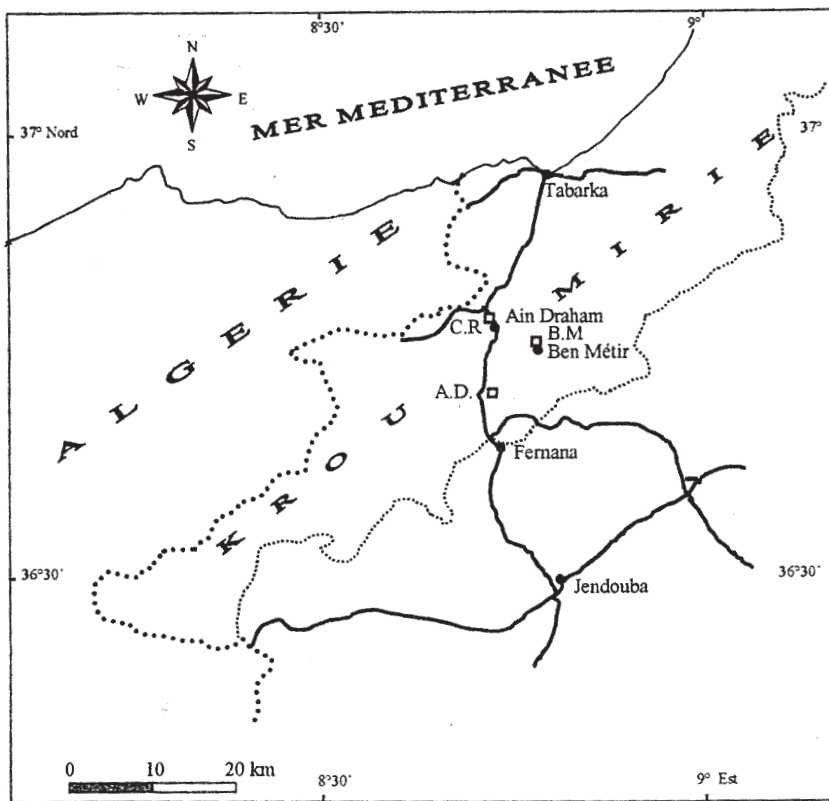 8°30'
9°
N
W
E
S
MER MEDITERRANEE
37° Nord
37°
Tabarka
ALGERIE
KROUMIRIE
Ain Draham
C.R
B.M
Ben Métir
A.D.
Fernana
36°30'
36°30'
Jendouba
0 10 20 km
8°30'
9° Est